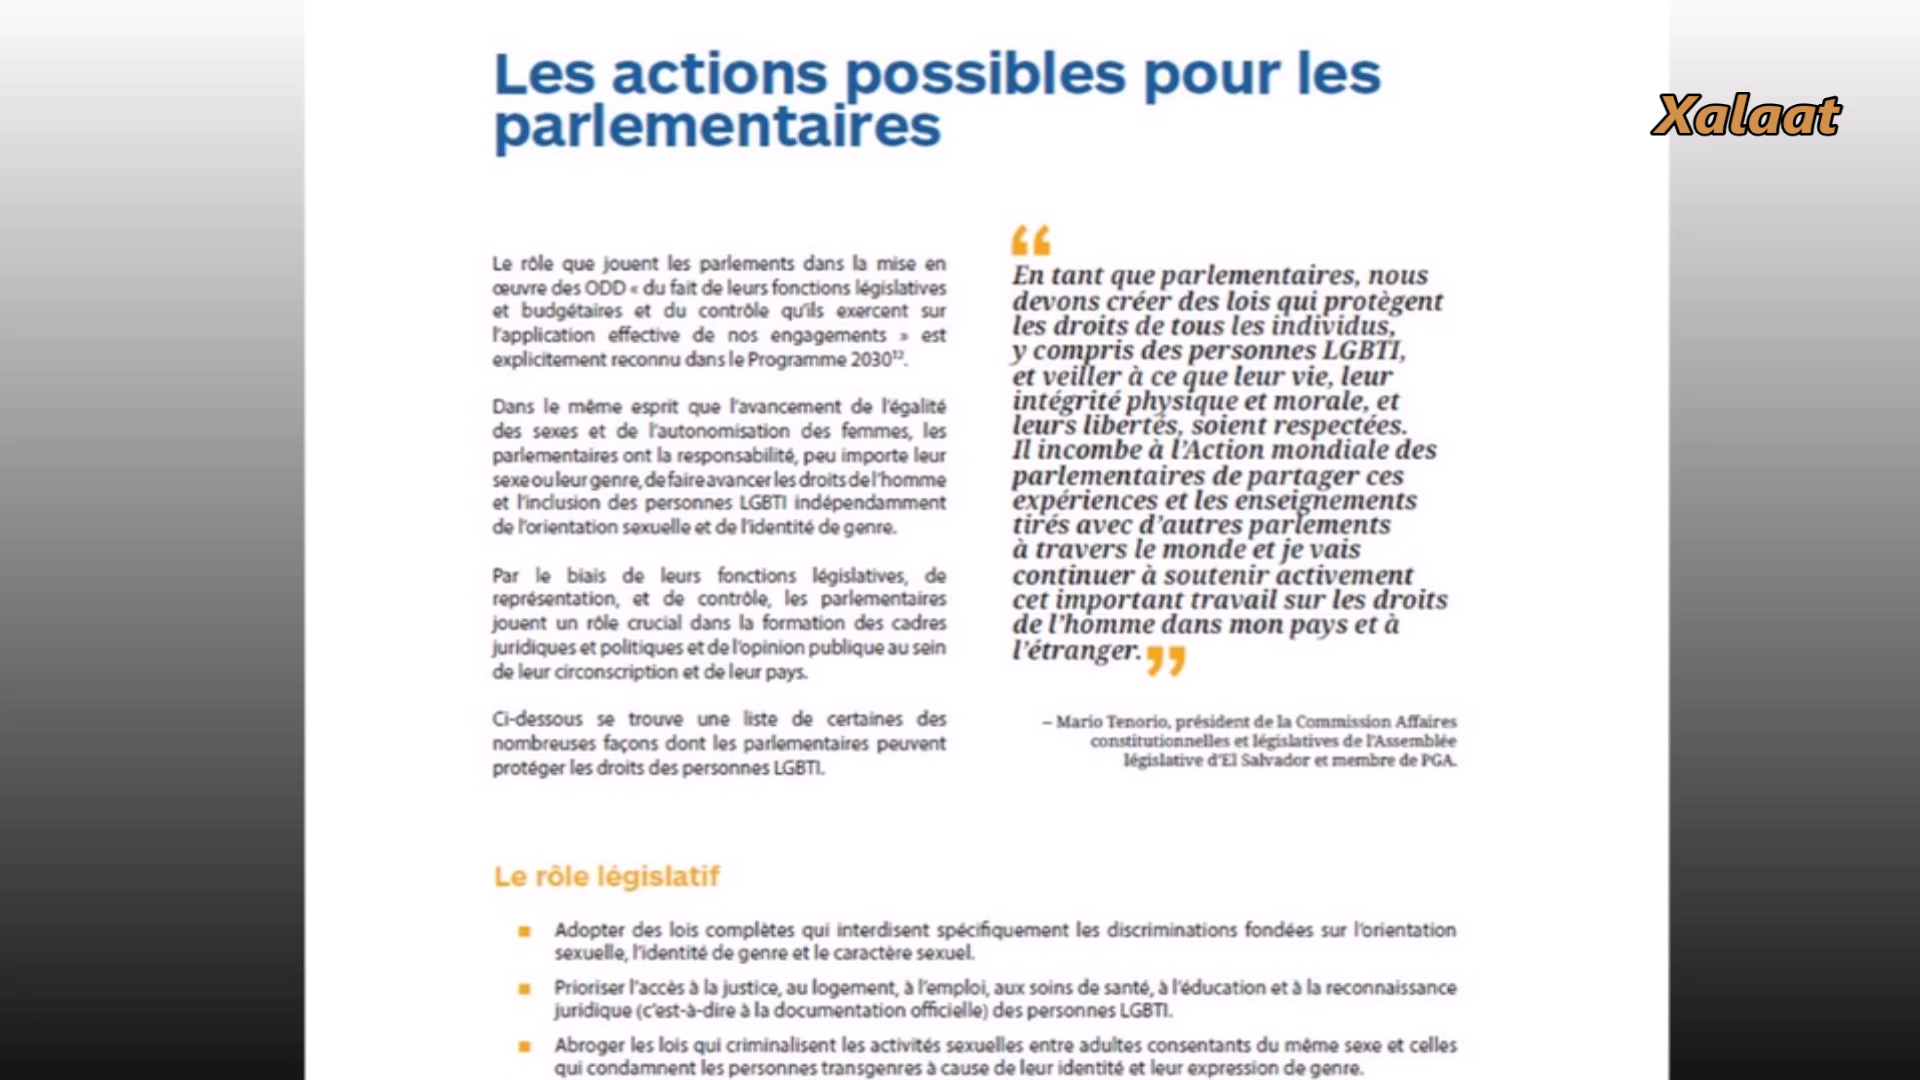 Les actions possibles pour les
parlementaires
Xalaat
Le rôle que jouent les parlements dans la mise en
œuvre des ODD « du fait de leurs fonctions législatives
et budgétaires et du contrôle qu'ils exercent sur
l'application effective de nos engagements » est
explicitement reconnu dans le Programme 2030¹².
Dans le même esprit que l'avancement de l'égalité
des sexes et de l'autonomisation des femmes, les
parlementaires ont la responsabilité, peu importe leur
sexe ou leur genre, de faire avancer les droits de l'homme
et l'inclusion des personnes LGBTI indépendamment
de l'orientation sexuelle et de l'identité de genre.
Par le biais de leurs fonctions législatives, de
représentation, et de contrôle, les parlementaires
jouent un rôle crucial dans la formation des cadres
juridiques et politiques et de l'opinion publique au sein
de leur circonscription et de leur pays.
Ci-dessous se trouve une liste de certaines des
nombreuses façons dont les parlementaires peuvent
protéger les droits des personnes LGBTI.
“
En tant que parlementaires, nous
devons créer des lois qui protègent
les droits de tous les individus,
y compris des personnes LGBTI,
et veiller à ce que leur vie, leur
intégrité physique et morale, et
leurs libertés, soient respectées.
Il incombe à l'Action mondiale des
parlementaires de partager ces
expériences et les enseignements
tirés avec d'autres parlements
à travers le monde et je vais
continuer à soutenir activement
cet important travail sur les droits
de l'homme dans mon pays et à
l'étranger. ”
– Mario Tenorio, président de la Commission Affaires
constitutionnelles et législatives de l'Assemblée
législative d'El Salvador et membre de PGA.
Le rôle législatif
■ Adopter des lois complètes qui interdisent spécifiquement les discriminations fondées sur l'orientation
sexuelle, l'identité de genre et le caractère sexuel.
■ Prioriser l'accès à la justice, au logement, à l'emploi, aux soins de santé, à l'éducation et à la reconnaissance
juridique (c'est-à-dire à la documentation officielle) des personnes LGBTI.
■ Abroger les lois qui criminalisent les activités sexuelles entre adultes consentants du même sexe et celles
qui condamnent les personnes transgenres à cause de leur identité et leur expression de genre.